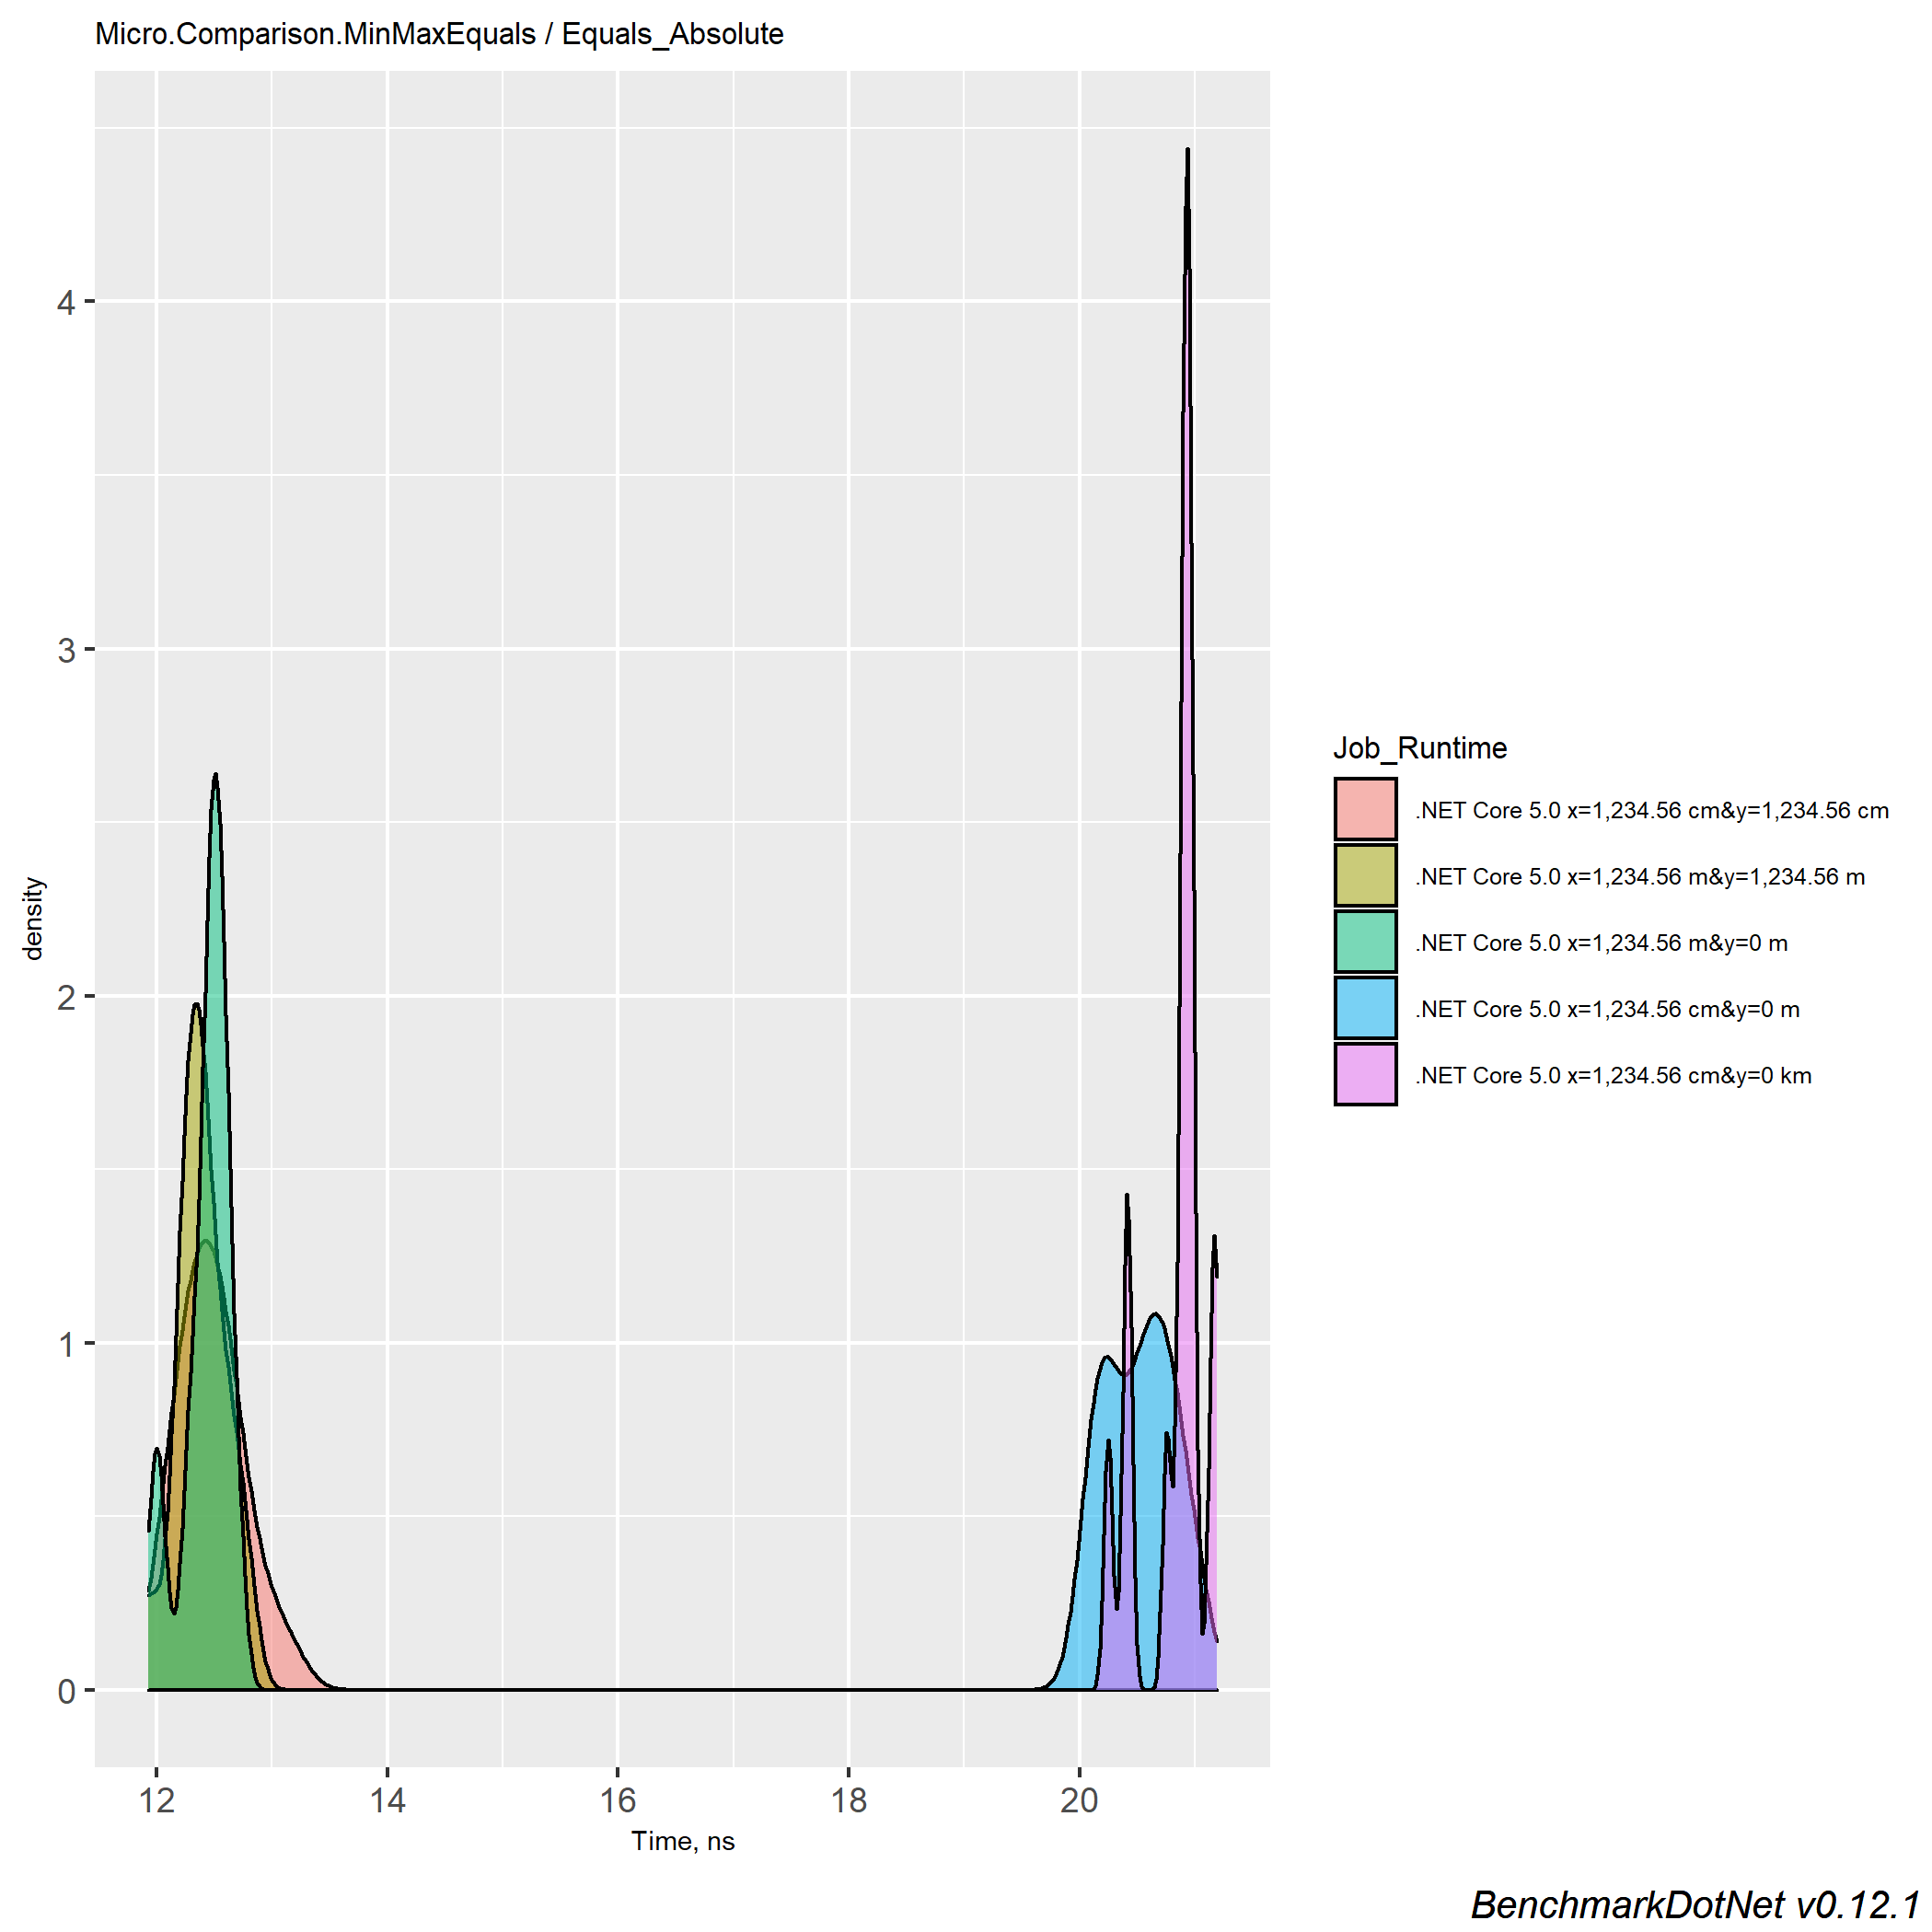 Micro.Comparison.MinMaxEquals / Equals_Absolute
4
3
2
1
0
density
12 14 16 18 20
Time, ns
Job_Runtime
.NET Core 5.0 x=1,234.56 cm&y=1,234.56 cm
.NET Core 5.0 x=1,234.56 m&y=1,234.56 m
.NET Core 5.0 x=1,234.56 m&y=0 m
.NET Core 5.0 x=1,234.56 cm&y=0 m
.NET Core 5.0 x=1,234.56 cm&y=0 km
BenchmarkDotNet v0.12.1